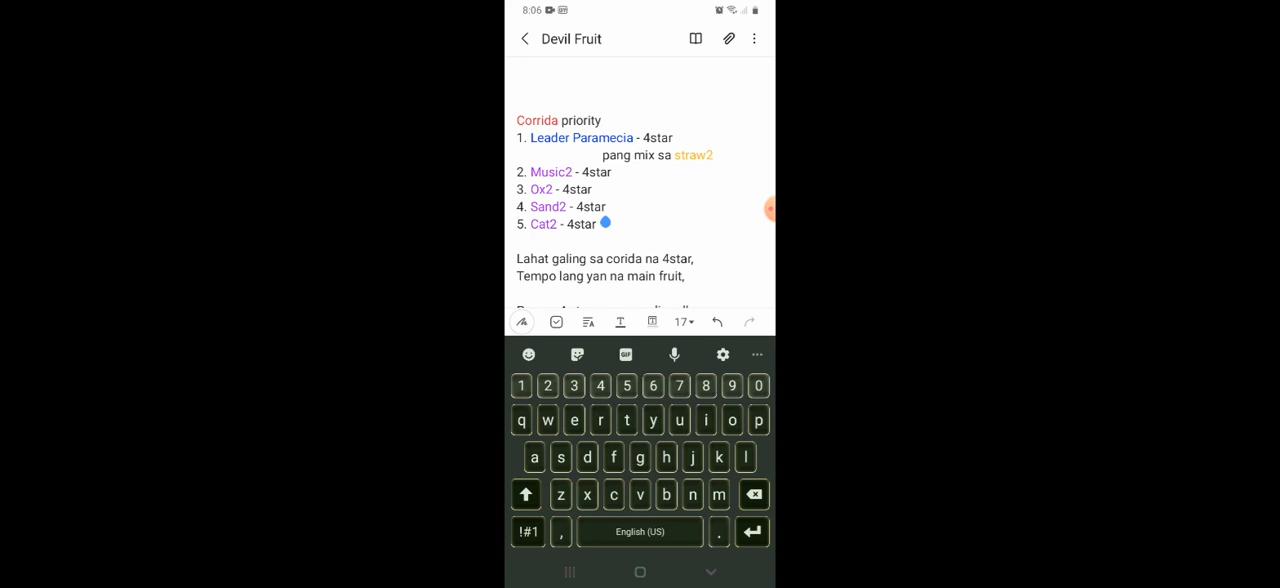 8:06
Devil Fruit
Corrida priority
1. Leader Paramecia - 4star
pang mix sa straw2
2. Music2 - 4star
3. Ox2 - 4star
4. Sand2 - 4star
5. Cat2 - 4star
Lahat galing sa corida na 4star,
Tempo lang yan na main fruit,
17
GIF
1 2 3 4 5 6 7 8 9 0
q w e r t y u i o p
a s d f g h j k l
z x c v b n m
!#1 , English (US) .